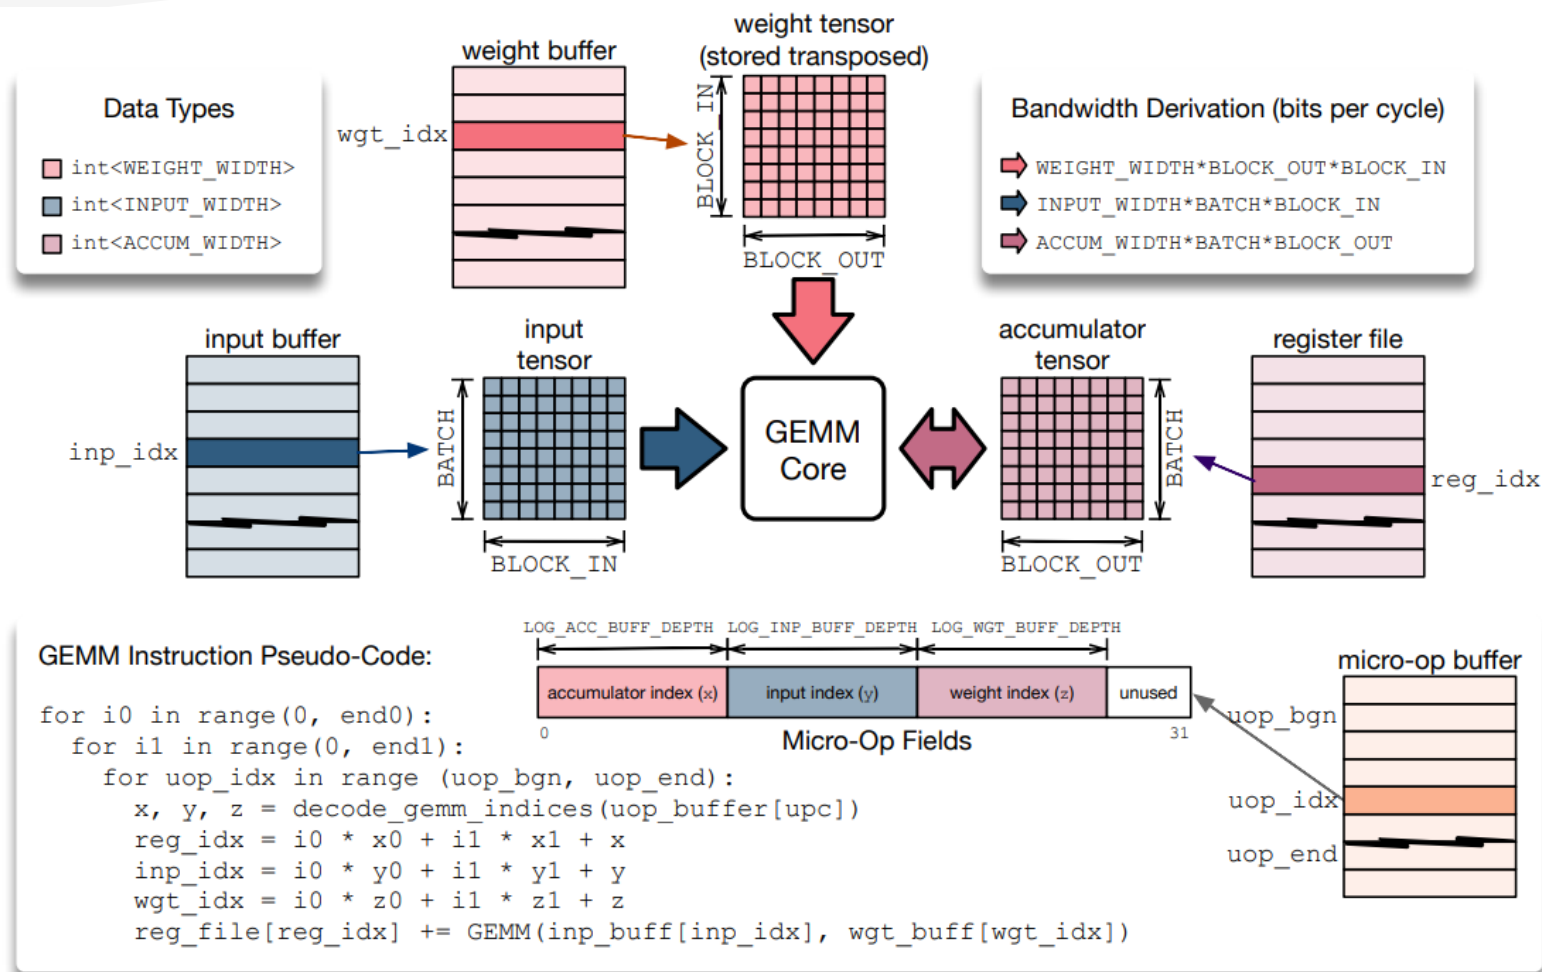 weight tensor
(stored transposed)
weight buffer
Data Types
int<WEIGHT_WIDTH>
int<INPUT_WIDTH>
int<ACCUM_WIDTH>
wgt_idx
BLOCK_IN
BLOCK_OUT
Bandwidth Derivation (bits per cycle)
WEIGHT_WIDTH*BLOCK_OUT*BLOCK_IN
INPUT_WIDTH*BATCH*BLOCK_IN
ACCUM_WIDTH*BATCH*BLOCK_OUT
input buffer
inp_idx
input
tensor
BATCH
BLOCK_IN
GEMM
Core
accumulator
tensor
BATCH
BLOCK_OUT
register file
reg_idx
GEMM Instruction Pseudo-Code:
for i0 in range(0, end0):
for i1 in range(0, end1):
for uop_idx in range (uop_bgn, uop_end):
x, y, z = decode_gemm_indices(uop_buffer[upc])
reg_idx = i0 * x0 + i1 * x1 + x
inp_idx = i0 * y0 + i1 * y1 + y
wgt_idx = i0 * z0 + i1 * z1 + z
reg_file[reg_idx] += GEMM(inp_buff[inp_idx], wgt_buff[wgt_idx])
LOG_ACC_BUFF_DEPTH LOG_INP_BUFF_DEPTH LOG_WGT_BUFF_DEPTH
accumulator index (x) input index (y) weight index (z) unused
0 31
Micro-Op Fields
micro-op buffer
uop_bgn
uop_idx
uop_end